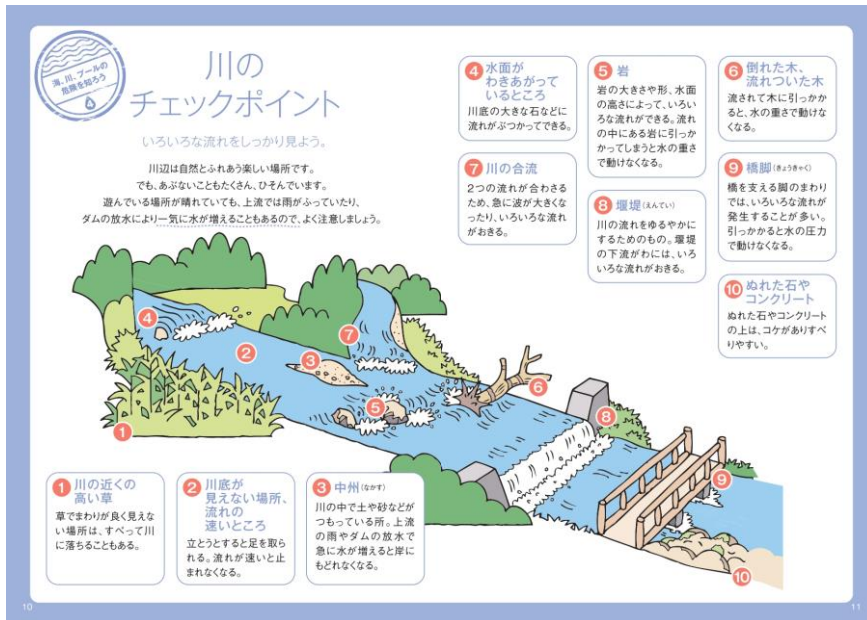 海、川、プールの
危険を知ろう
川の
チェックポイント
いろいろな流れをしっかり見よう。
川辺は自然とふれあう楽しい場所です。
でも、あぶないこともたくさん、ひそんでいます。
遊んでいる場所が晴れていても、上流では雨がふっていたり、
ダムの放水により一気に水が増えることもあるので、よく注意しましょう。
4 水面が
わきあがって
いるところ
川底の大きな石などに
流れがぶつかってできる。
5 岩
岩の大きさや形、水面
の高さによって、いろい
ろな流れができる。流れ
の中にある岩に引っか
かってしまうと水の重さ
で動けなくなる。
6 倒れた木、
流れついた木
流されて木に引っかか
ると、水の重さで動けな
くなる。
7 川の合流
2つの流れが合わさる
ため、急に波が大きくな
ったり、いろいろな流れ
がおきる。
8 堰堤(えんてい)
川の流れをゆるやかに
するためのもの。堰堤
の下流がわには、いろ
いろな流れがおきる。
9 橋脚(きょうきゃく)
橋を支える脚のまわり
では、いろいろな流れが
発生することが多い。
引っかかると水の圧力
で動けなくなる。
10 ぬれた石や
コンクリート
ぬれた石やコンクリート
の上は、コケがありすべ
りやすい。
4
2
3
7
5
6
8
1
9
10
1 川の近くの
高い草
草でまわりが良く見えな
い場所は、すべって川
に落ちることもある。
2 川底が
見えない場所、
流れの
速いところ
立とうとすると足を取ら
れる。流れが速いと止
まれなくなる。
3 中州(なかす)
川の中で土や砂などが
つもっている所。上流
の雨やダムの放水で
急に水が増えると岸に
もどれなくなる。
10
11